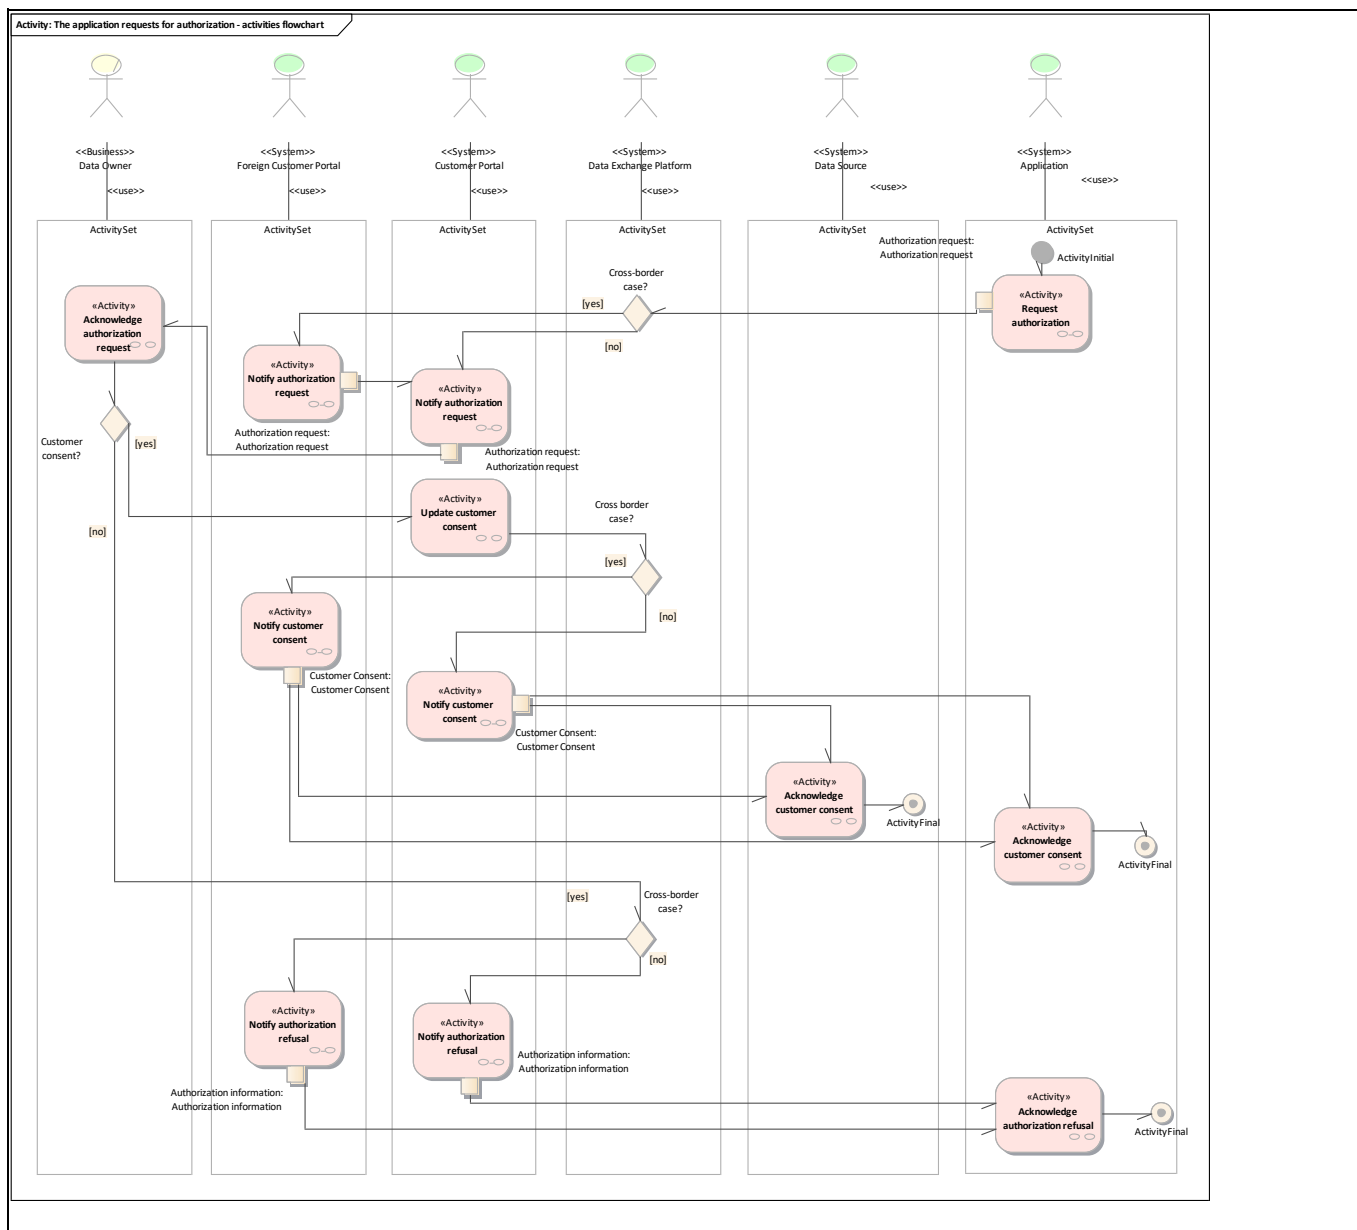 Activity: The application requests for authorization - activities flowchart
<<Business>>
Data Owner
<<use>>
<<System>>
Foreign Customer Portal
<<use>>
<<System>>
Customer Portal
<<use>>
<<System>>
Data Exchange Platform
<<use>>
<<System>>
Data Source
<<use>>
<<System>>
Application
<<use>>
ActivitySet
ActivitySet
ActivitySet
ActivitySet
ActivitySet
ActivitySet
Authorization request:
Authorization request
ActivityInitial
Cross-border
case?
[yes]
[no]
«Activity»
Request
authorization
«Activity»
Acknowledge
authorization
request
«Activity»
Notify authorization
request
Authorization request:
Authorization request
«Activity»
Notify authorization
request
Authorization request:
Authorization request
Customer
consent?
[yes]
[no]
«Activity»
Update customer
consent
Cross border
case?
[yes]
[no]
«Activity»
Notify customer
consent
Customer Consent:
Customer Consent
«Activity»
Notify customer
consent
Customer Consent:
Customer Consent
«Activity»
Acknowledge
customer consent
ActivityFinal
«Activity»
Acknowledge
customer consent
ActivityFinal
[yes]
Cross-border
case?
[no]
«Activity»
Notify authorization
refusal
Authorization information:
Authorization information
«Activity»
Notify authorization
refusal
Authorization information:
Authorization information
«Activity»
Acknowledge
authorization refusal
ActivityFinal